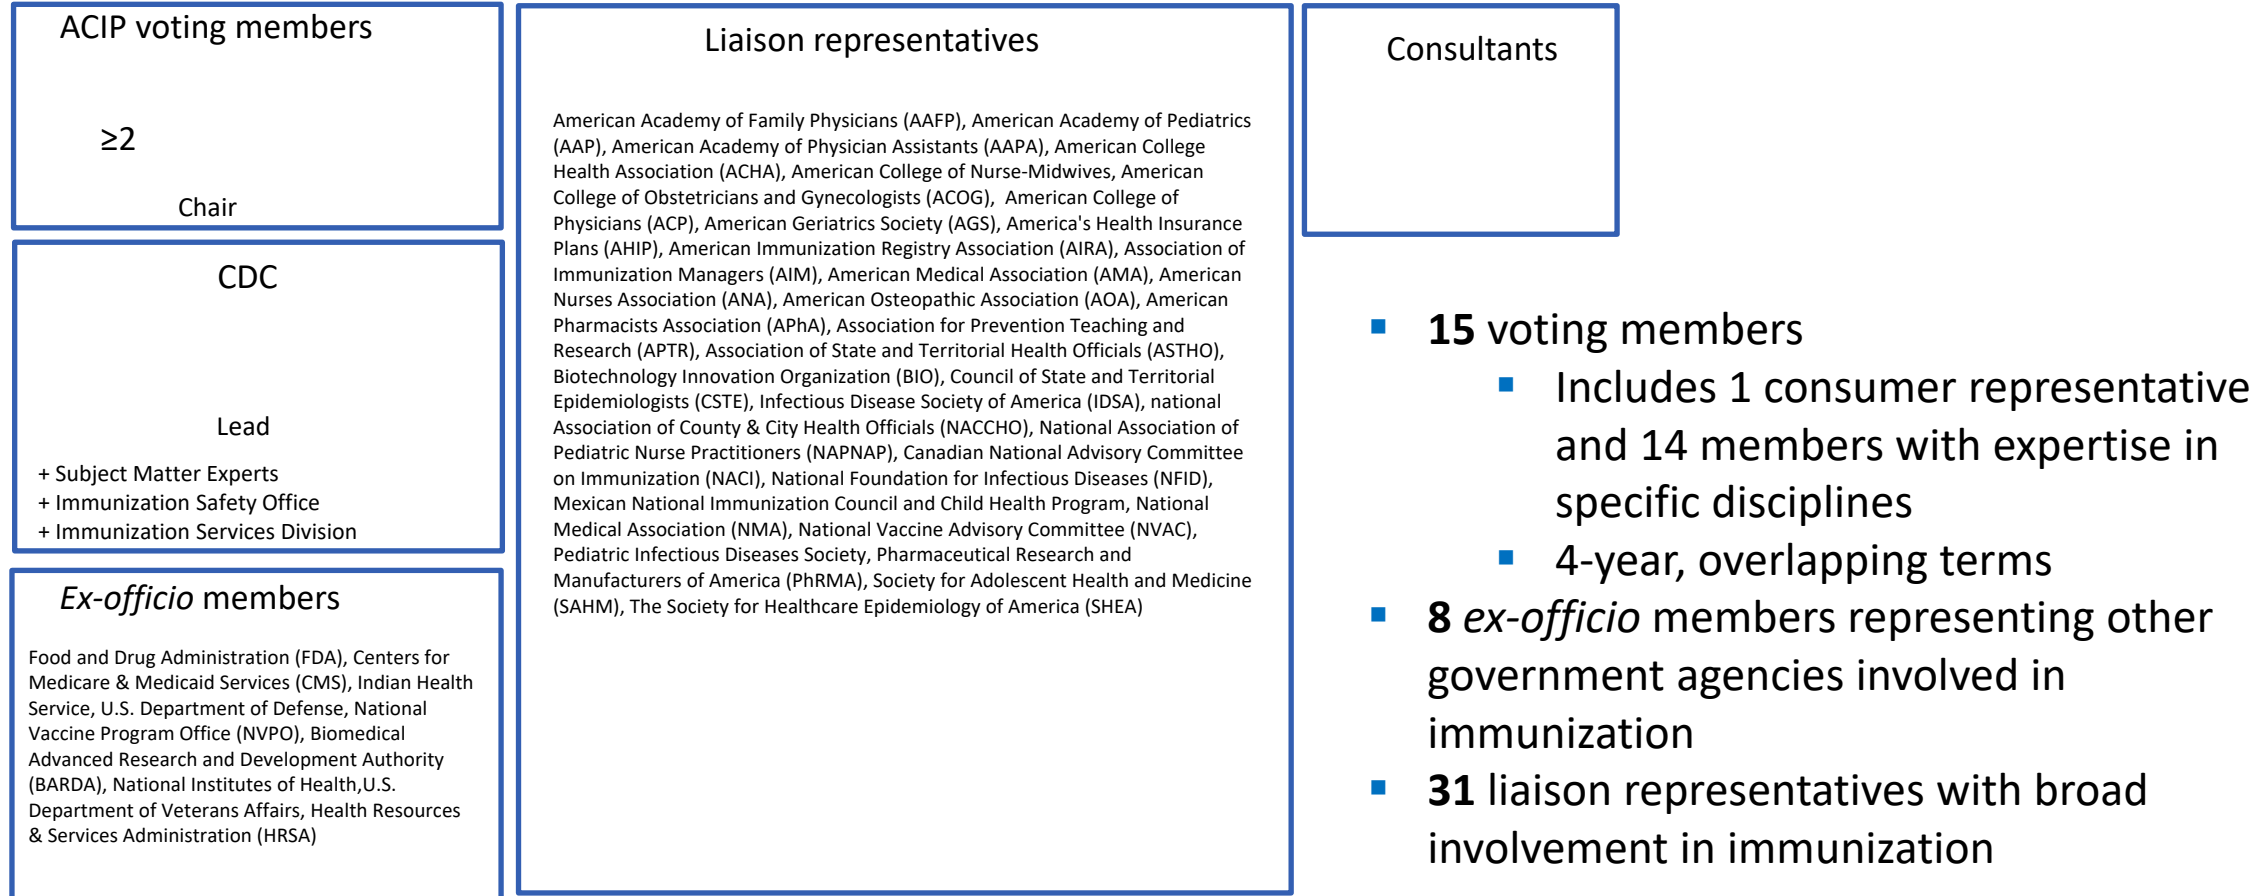 ACIP voting members
≥2
Chair
CDC
Lead
+ Subject Matter Experts
+ Immunization Safety Office
+ Immunization Services Division
Ex-officio members
Food and Drug Administration (FDA), Centers for
Medicare & Medicaid Services (CMS), Indian Health
Service, U.S. Department of Defense, National
Vaccine Program Office (NVPO), Biomedical
Advanced Research and Development Authority
(BARDA), National Institutes of Health,U.S.
Department of Veterans Affairs, Health Resources
& Services Administration (HRSA)
Liaison representatives
American Academy of Family Physicians (AAFP), American Academy of Pediatrics
(AAP), American Academy of Physician Assistants (AAPA), American College
Health Association (ACHA), American College of Nurse-Midwives, American
College of Obstetricians and Gynecologists (ACOG), American College of
Physicians (ACP), American Geriatrics Society (AGS), America's Health Insurance
Plans (AHIP), American Immunization Registry Association (AIRA), Association of
Immunization Managers (AIM), American Medical Association (AMA), American
Nurses Association (ANA), American Osteopathic Association (AOA), American
Pharmacists Association (APhA), Association for Prevention Teaching and
Research (APTR), Association of State and Territorial Health Officials (ASTHO),
Biotechnology Innovation Organization (BIO), Council of State and Territorial
Epidemiologists (CSTE), Infectious Disease Society of America (IDSA), national
Association of County & City Health Officials (NACCHO), National Association of
Pediatric Nurse Practitioners (NAPNAP), Canadian National Advisory Committee
on Immunization (NACI), National Foundation for Infectious Diseases (NFID),
Mexican National Immunization Council and Child Health Program, National
Medical Association (NMA), National Vaccine Advisory Committee (NVAC),
Pediatric Infectious Diseases Society, Pharmaceutical Research and
Manufacturers of America (PhRMA), Society for Adolescent Health and Medicine
(SAHM), The Society for Healthcare Epidemiology of America (SHEA)
Consultants
▪ 15 voting members
▪ Includes 1 consumer representative
and 14 members with expertise in
specific disciplines
▪ 4-year, overlapping terms
▪ 8 ex-officio members representing other
government agencies involved in
immunization
▪ 31 liaison representatives with broad
involvement in immunization